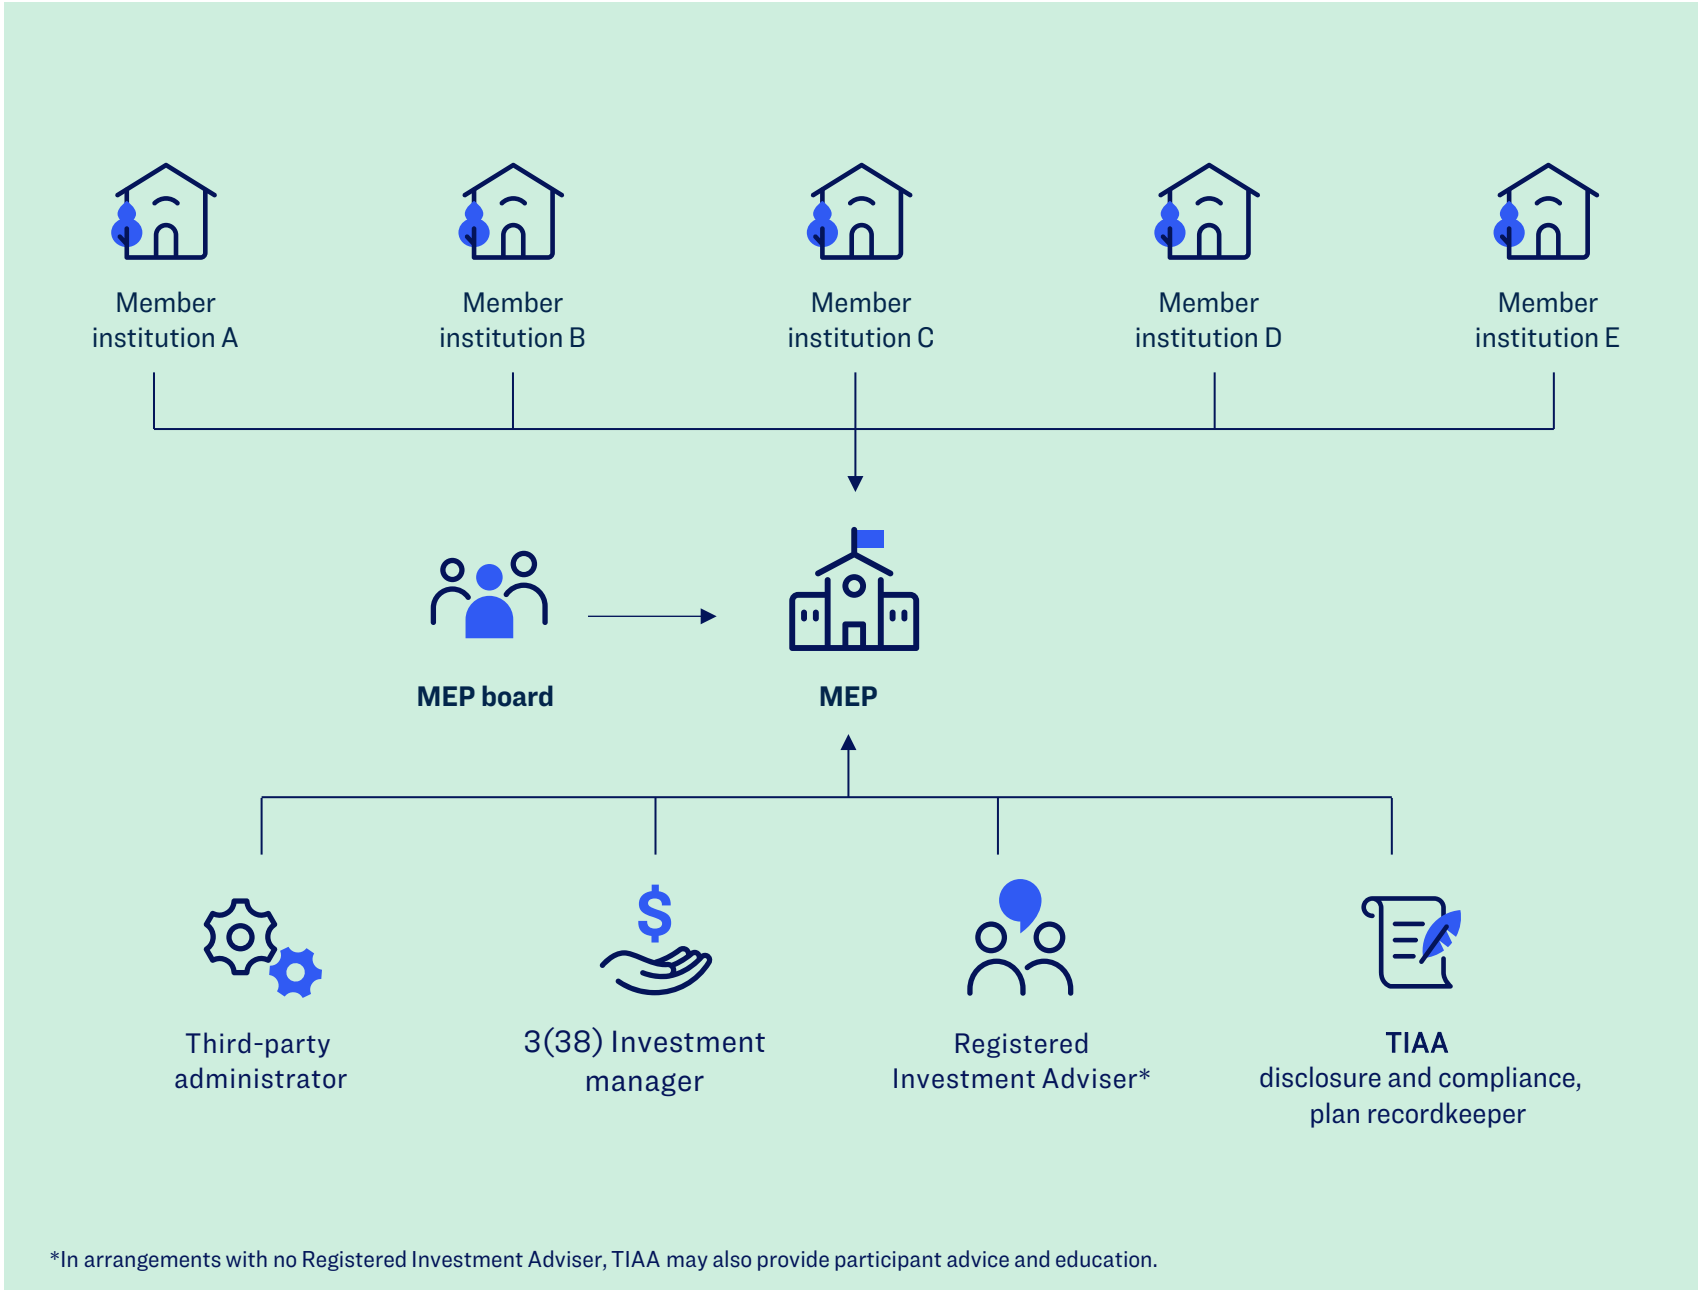 Member
institution A
Member
institution B
Member
institution C
Member
institution D
Member
institution E
MEP board
MEP
$
Third-party
administrator
3(38) Investment
manager
Registered
Investment Adviser*
TIAA
disclosure and compliance,
plan recordkeeper
*In arrangements with no Registered Investment Adviser, TIAA may also provide participant advice and education.